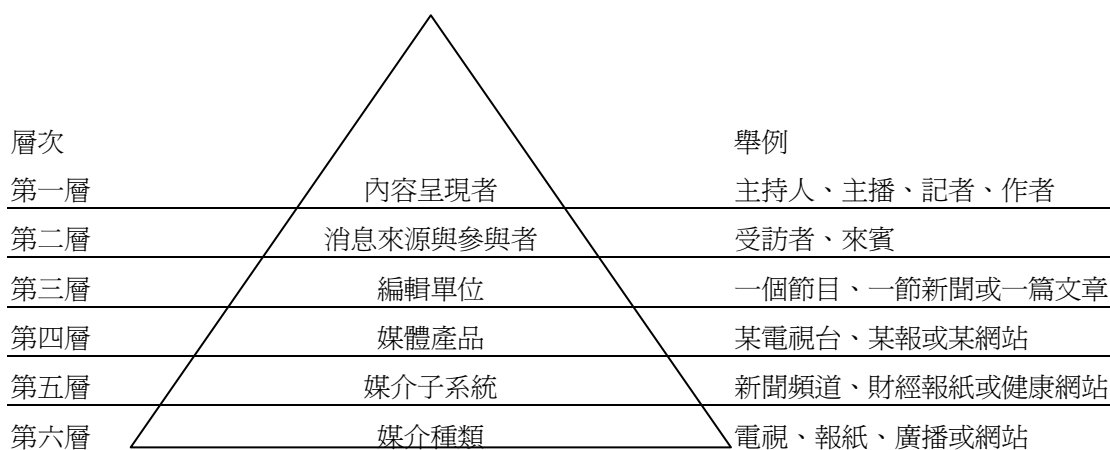 層次 舉例
第一層 內容呈現者 主持人、主播、記者、作者
第二層 消息來源與參與者 受訪者、來賓
第三層 編輯單位 一個節目、一節新聞或一篇文章
第四層 媒體產品 某電視台、某報或某網站
第五層 媒介子系統 新聞頻道、財經報紙或健康網站
第六層 媒介種類 電視、報紙、廣播或網站